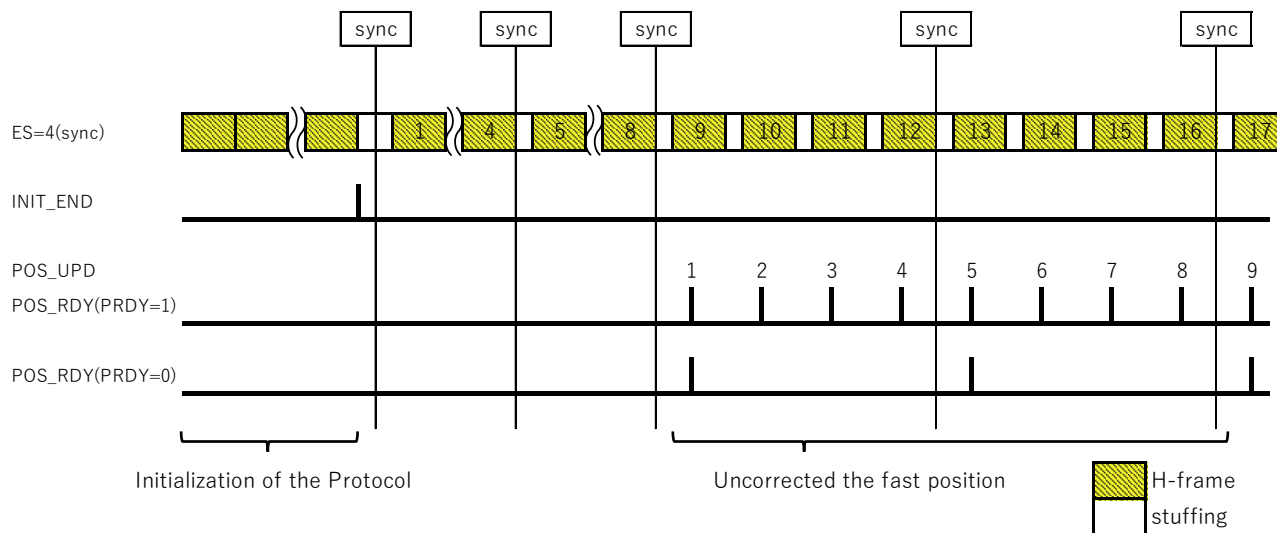 sync sync sync sync sync
ES=4(sync) 1 4 5 8 9 10 11 12 13 14 15 16 17
INIT_END
POS_UPD 1 2 3 4 5 6 7 8 9
POS_RDY(PRDY=1)
POS_RDY(PRDY=0)
Initialization of the Protocol
Uncorrected the fast position
H-frame
stuffing